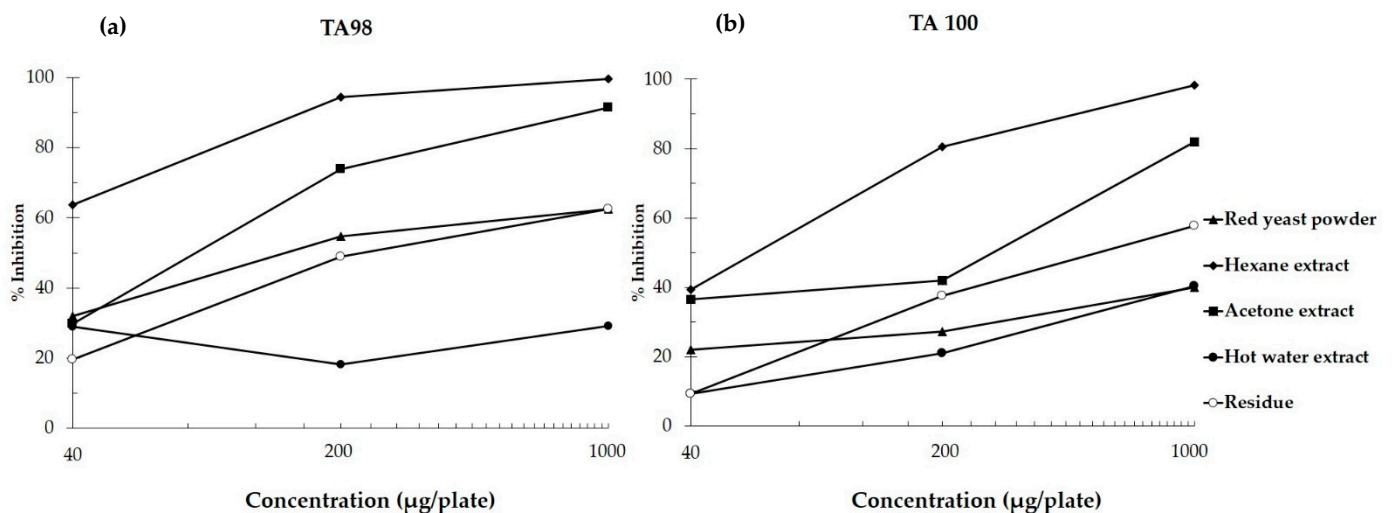 (a)
TA98
% Inhibition
100
80
60
40
20
0
40
200
1000
Concentration (µg/plate)
(b)
TA 100
% Inhibition
100
80
60
40
20
0
40
200
1000
Concentration (µg/plate)
Red yeast powder
Hexane extract
Acetone extract
Hot water extract
Residue